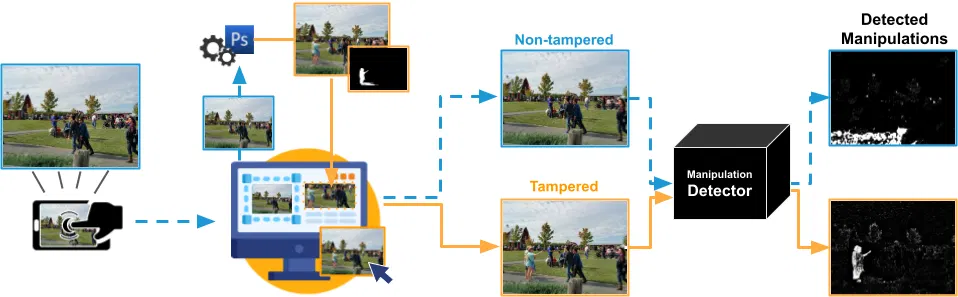 Ps
Non-tampered
Tampered
Manipulation
Detector
Detected
Manipulations